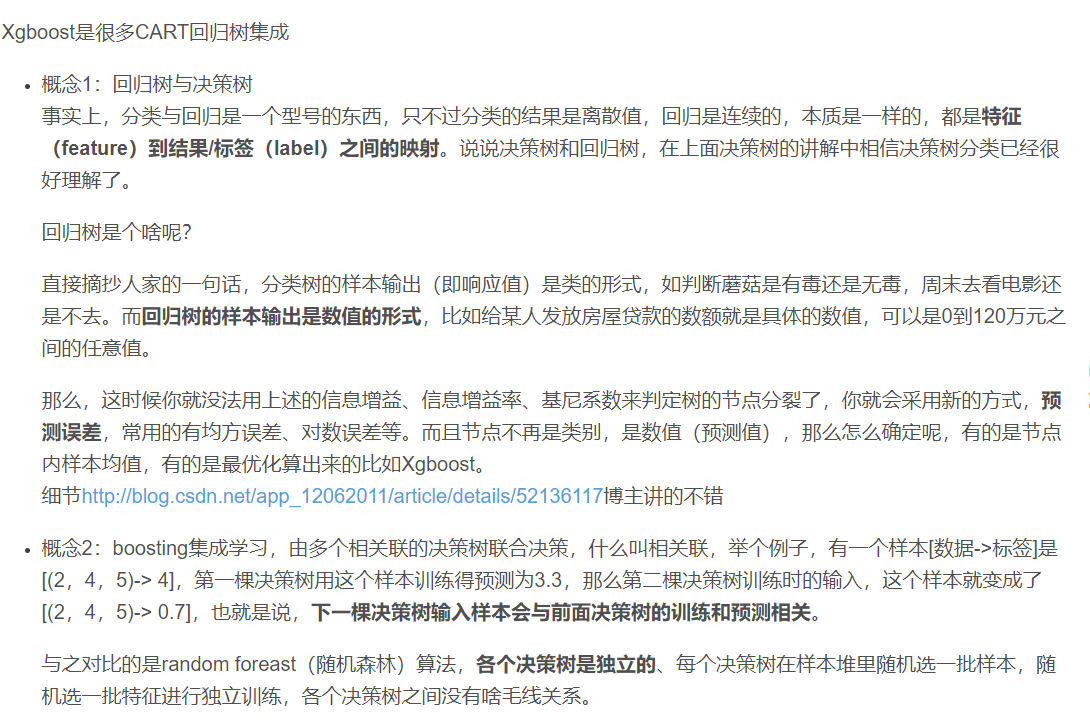 Xgboost是很多CART回归树集成
概念1：回归树与决策树
事实上，分类与回归是一个型号的东西，只不过分类的结果是离散值，回归是连续的，本质是一样的，都是特征
（feature）到结果/标签（label）之间的映射。说说决策树和回归树，在上面决策树的讲解中相信决策树分类已经很
好理解了。
回归树是个啥呢？
直接摘抄人家的一句话，分类树的样本输出（即响应值）是类的形式，如判断蘑菇是有毒还是无毒，周末去看电影还
是不去。而回归树的样本输出是数值的形式，比如给某人发放房屋贷款的数额就是具体的数值，可以是0到120万元之
间的任意值。
那么，这时候你就没法用上述的信息增益、信息增益率、基尼系数来判定树的节点分裂了，你就会采用新的方式，预
测误差，常用的有均方误差、对数误差等。而且节点不再是类别，是数值（预测值），那么怎么确定呢，有的是节点
内样本均值，有的是最优化算出来的比如Xgboost。
细节http://blog.csdn.net/app_12062011/article/details/52136117博主讲的不错
概念2：boosting集成学习，由多个相关联的决策树联合决策，什么叫相关联，举个例子，有一个样本[数据->标签]是
[(2，4，5)-> 4]，第一棵决策树用这个样本训练得预测为3.3，那么第二棵决策树训练时的输入，这个样本就变成了
[(2，4，5)-> 0.7]，也就是说，下一棵决策树输入样本会与前面决策树的训练和预测相关。
与之对比的是random foreast（随机森林）算法，各个决策树是独立的、每个决策树在样本堆里随机选一批样本，随
机选一批特征进行独立训练，各个决策树之间没有啥毛线关系。